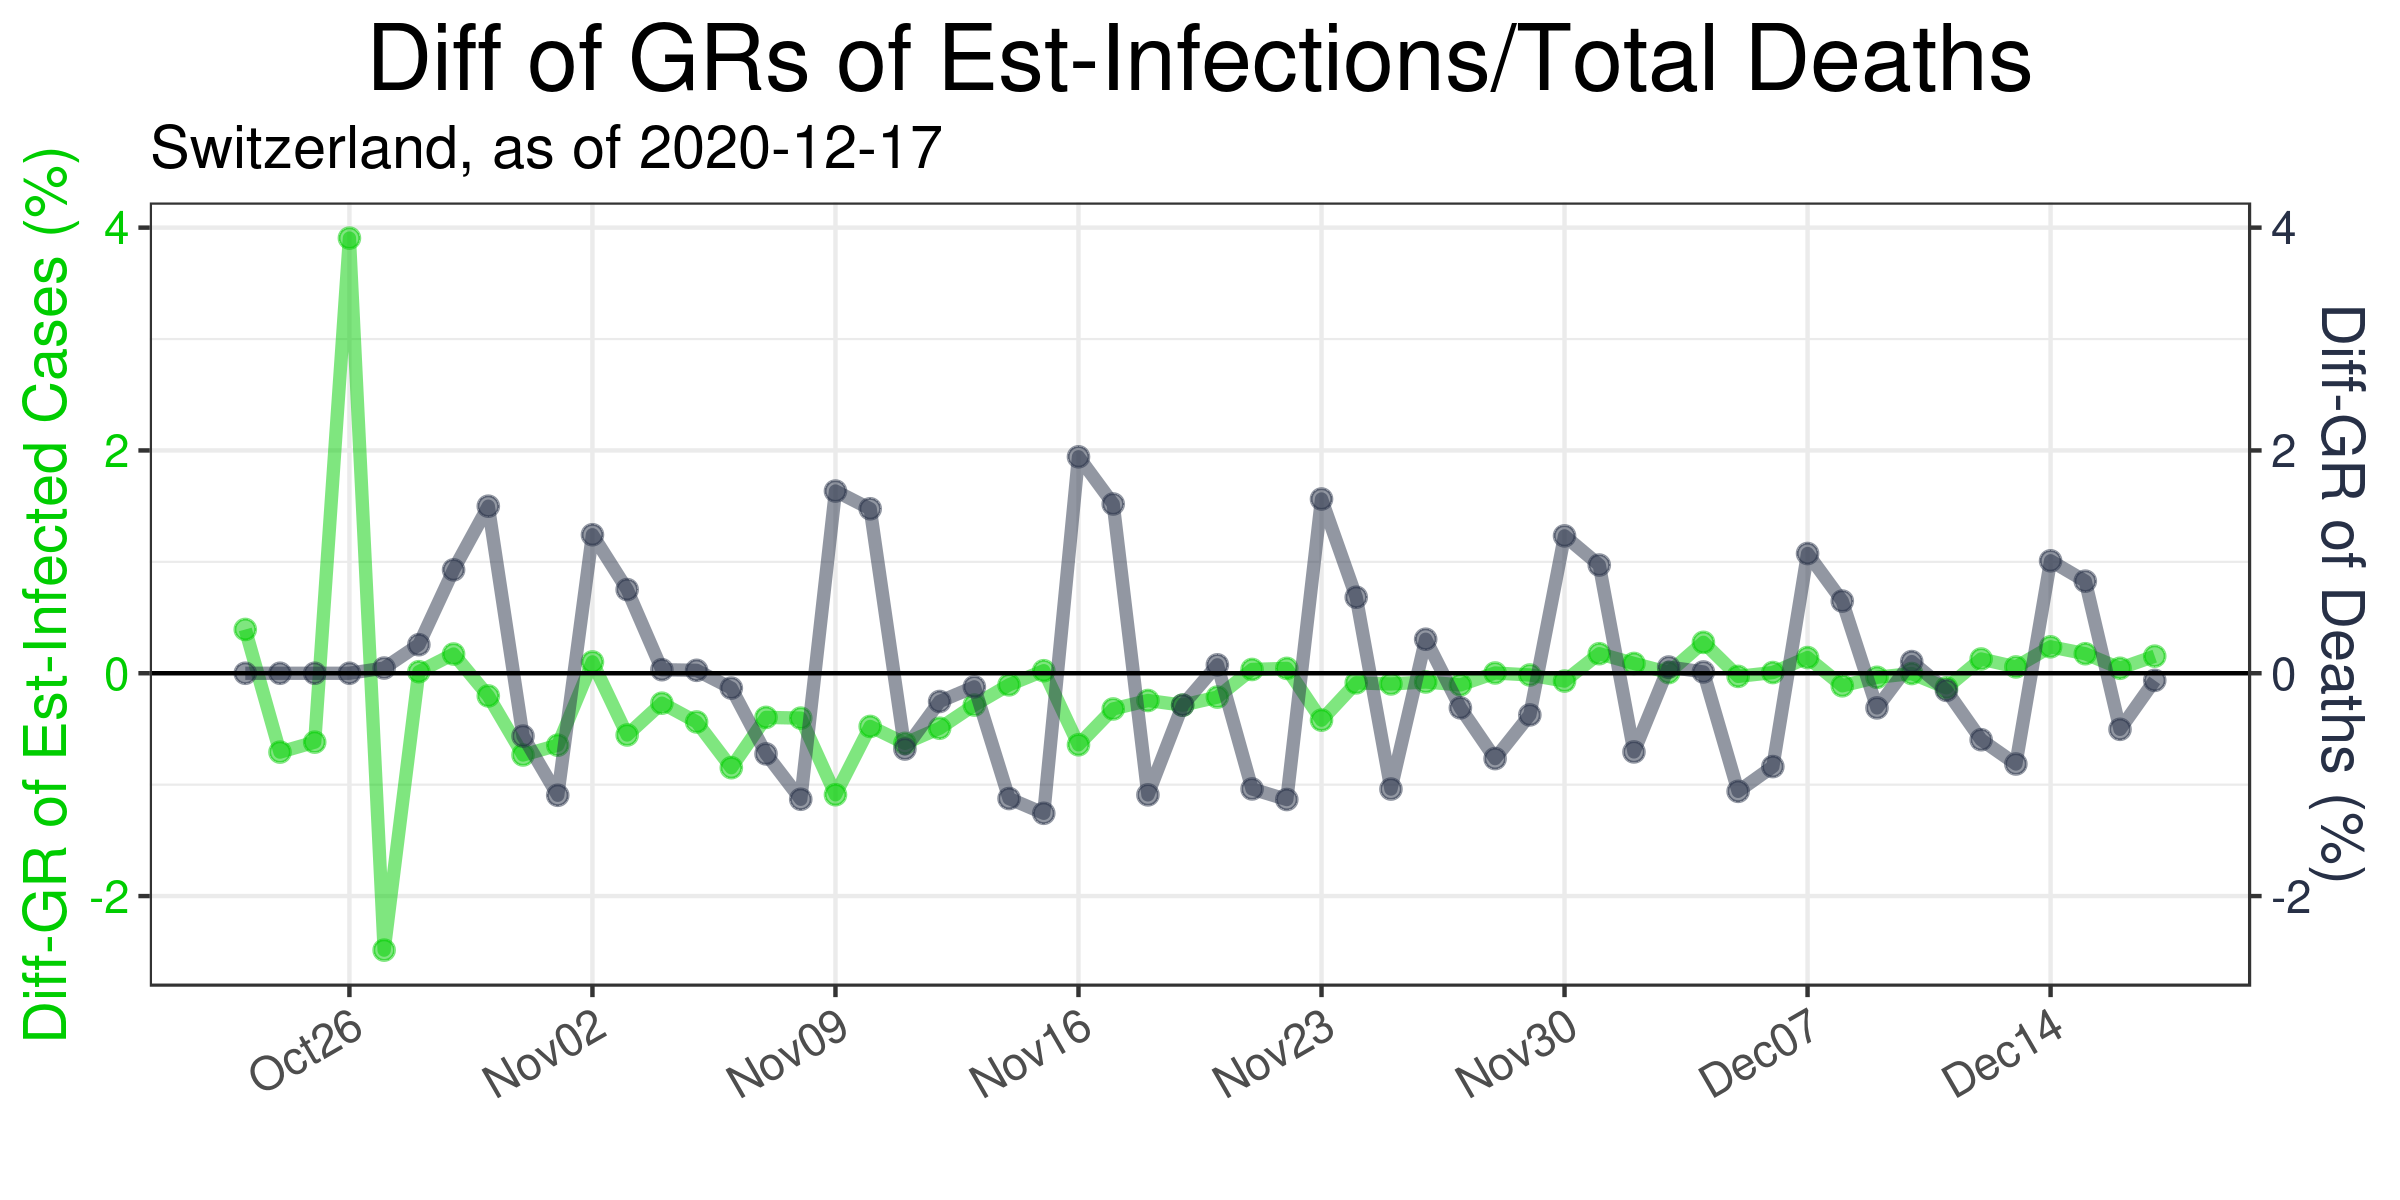 Diff of GRs of Est-Infections/Total Deaths
Switzerland, as of 2020-12-17
Diff-GR of Est-Infected Cases (%)
4
2
0
-2
4
2
0
-2
Diff-GR of Deaths (%)
Oct26
Nov02
Nov09
Nov16
Nov23
Nov30
Dec07
Dec14